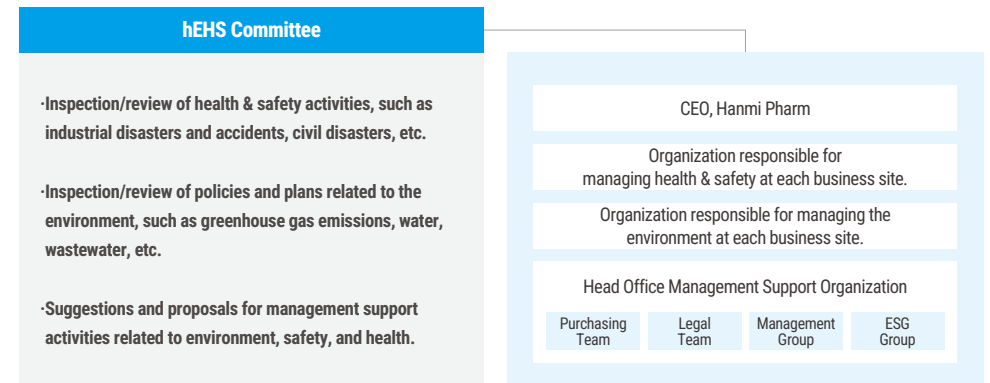 hEHS Committee
·Inspection/review of health & safety activities, such as
industrial disasters and accidents, civil disasters, etc.
·Inspection/review of policies and plans related to the
environment, such as greenhouse gas emissions, water,
wastewater, etc.
·Suggestions and proposals for management support
activities related to environment, safety, and health.
CEO, Hanmi Pharm
Organization responsible for
managing health & safety at each business site.
Organization responsible for managing the
environment at each business site.
Head Office Management Support Organization
Purchasing
Team
Legal
Team
Management
Group
ESG
Group